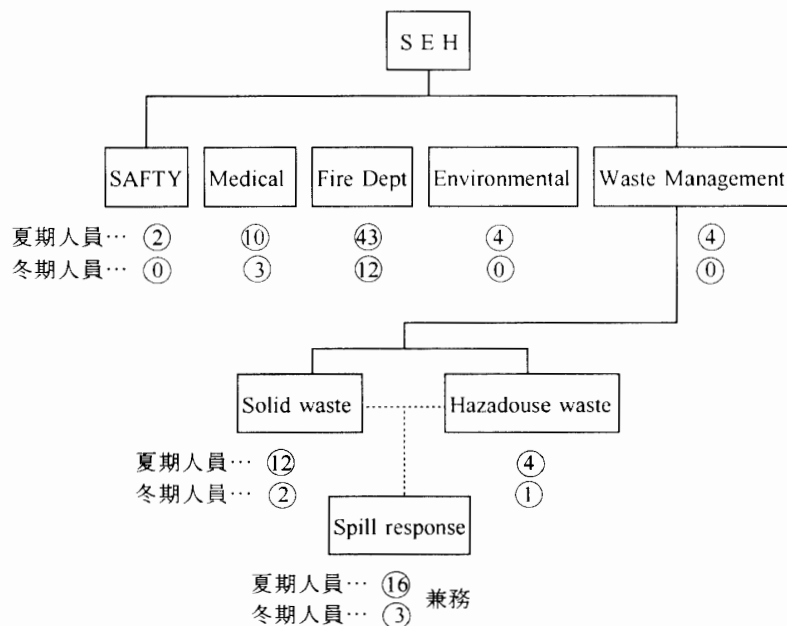 S E H
SAFTY Medical Fire Dept Environmental Waste Management
夏期人員… ② ⑩ ㊸ ④ ④
冬期人員… ⓪ ③ ⑫ ⓪ ⓪
Solid waste Hazadouse waste
夏期人員… ⑫ ④
冬期人員… ② ①
Spill response
夏期人員… ⑯ 兼務
冬期人員… ③